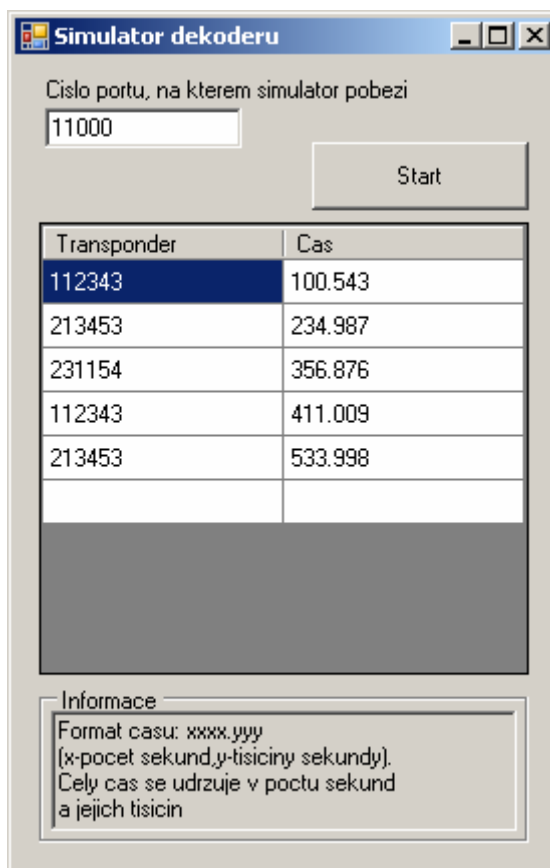 Simulator dekoderu
Cislo portu, na kterem simulator pobezi
11000
Start
Transponder Cas
112343 100.543
213453 234.987
231154 356.876
112343 411.009
213453 533.998
Informace
Format casu: xxxx.yyy
(x-pocet sekund,y-tisiciny sekundy).
Cely cas se udrzuje v poctu sekund
a jejich tisicin